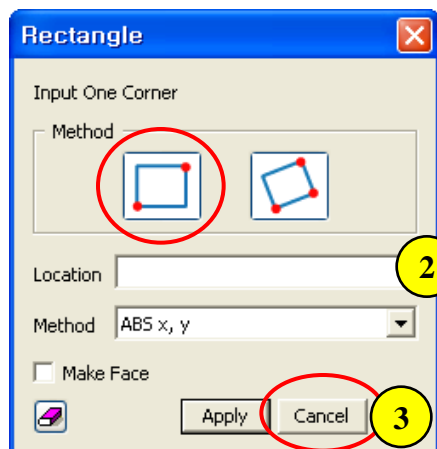 Rectangle
Input One Corner
Method
Location
2
Method ABS x, y
Make Face
Apply Cancel 3